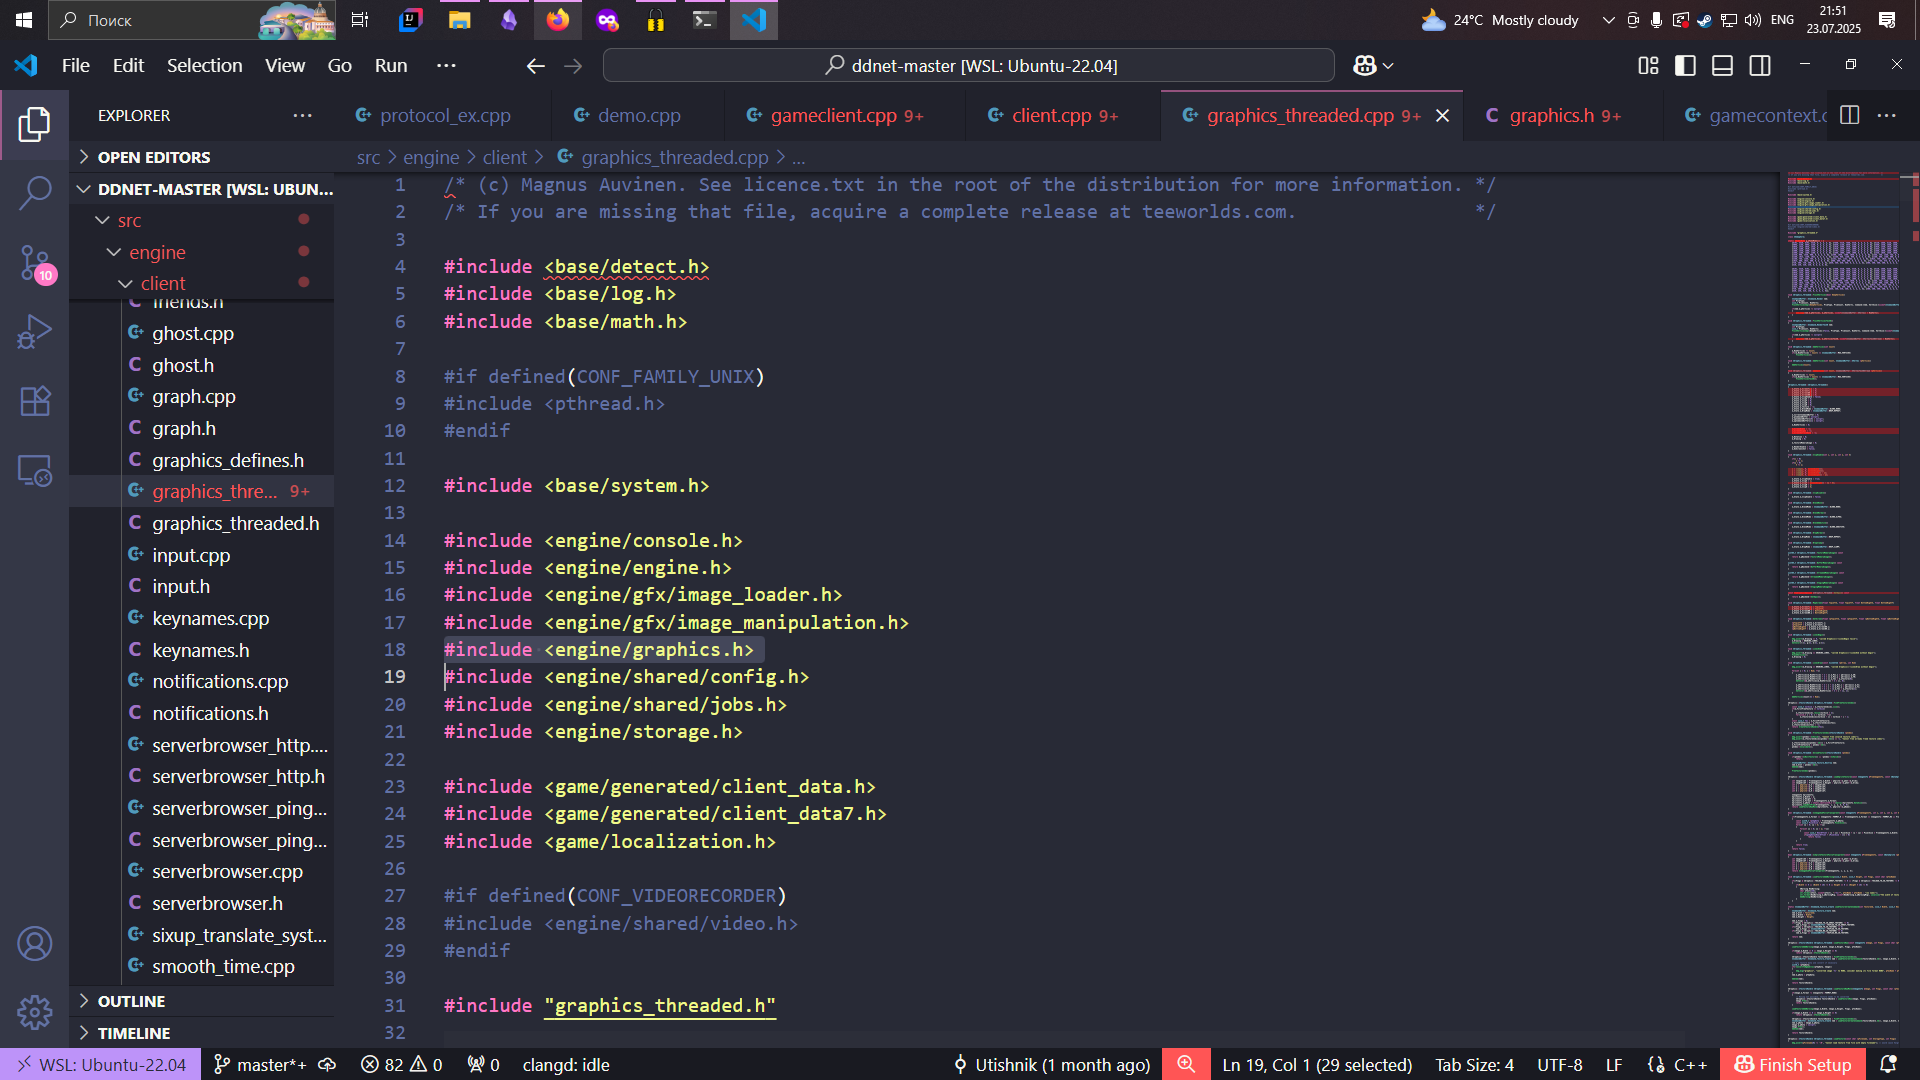 Поиск
24°C Mostly cloudy
ENG
21:51
23.07.2025
File Edit Selection View Go Run ···
ddnet-master [WSL: Ubuntu-22.04]
EXPLORER ···
protocol_ex.cpp
demo.cpp
gameclient.cpp 9+
client.cpp 9+
graphics_threaded.cpp 9+
graphics.h 9+
gamecontext.c
···
OPEN EDITORS
src > engine > client > graphics_threaded.cpp > ...
DDNET-MASTER [WSL: UBUN...
src
engine
client
friends.h
ghost.cpp
ghost.h
graph.cpp
graph.h
graphics_defines.h
graphics_thre... 9+
graphics_threaded.h
input.cpp
input.h
keynames.cpp
keynames.h
notifications.cpp
notifications.h
serverbrowser_http....
serverbrowser_http.h
serverbrowser_ping...
serverbrowser_ping...
serverbrowser.cpp
serverbrowser.h
sixup_translate_syst...
smooth_time.cpp
OUTLINE
TIMELINE
10
1 /* (c) Magnus Auvinen. See licence.txt in the root of the distribution for more information. */
2 /* If you are missing that file, acquire a complete release at teeworlds.com. */
3
4 #include <base/detect.h>
5 #include <base/log.h>
6 #include <base/math.h>
7
8 #if defined(CONF_FAMILY_UNIX)
9 #include <pthread.h>
10 #endif
11
12 #include <base/system.h>
13
14 #include <engine/console.h>
15 #include <engine/engine.h>
16 #include <engine/gfx/image_loader.h>
17 #include <engine/gfx/image_manipulation.h>
18 #include <engine/graphics.h>
19 #include <engine/shared/config.h>
20 #include <engine/shared/jobs.h>
21 #include <engine/storage.h>
22
23 #include <game/generated/client_data.h>
24 #include <game/generated/client_data7.h>
25 #include <game/localization.h>
26
27 #if defined(CONF_VIDEORECORDER)
28 #include <engine/shared/video.h>
29 #endif
30
31 #include "graphics_threaded.h"
32
WSL: Ubuntu-22.04 master*+ 82 0 0 clangd: idle Utishnik (1 month ago) Ln 19, Col 1 (29 selected) Tab Size: 4 UTF-8 LF {} C++ Finish Setup